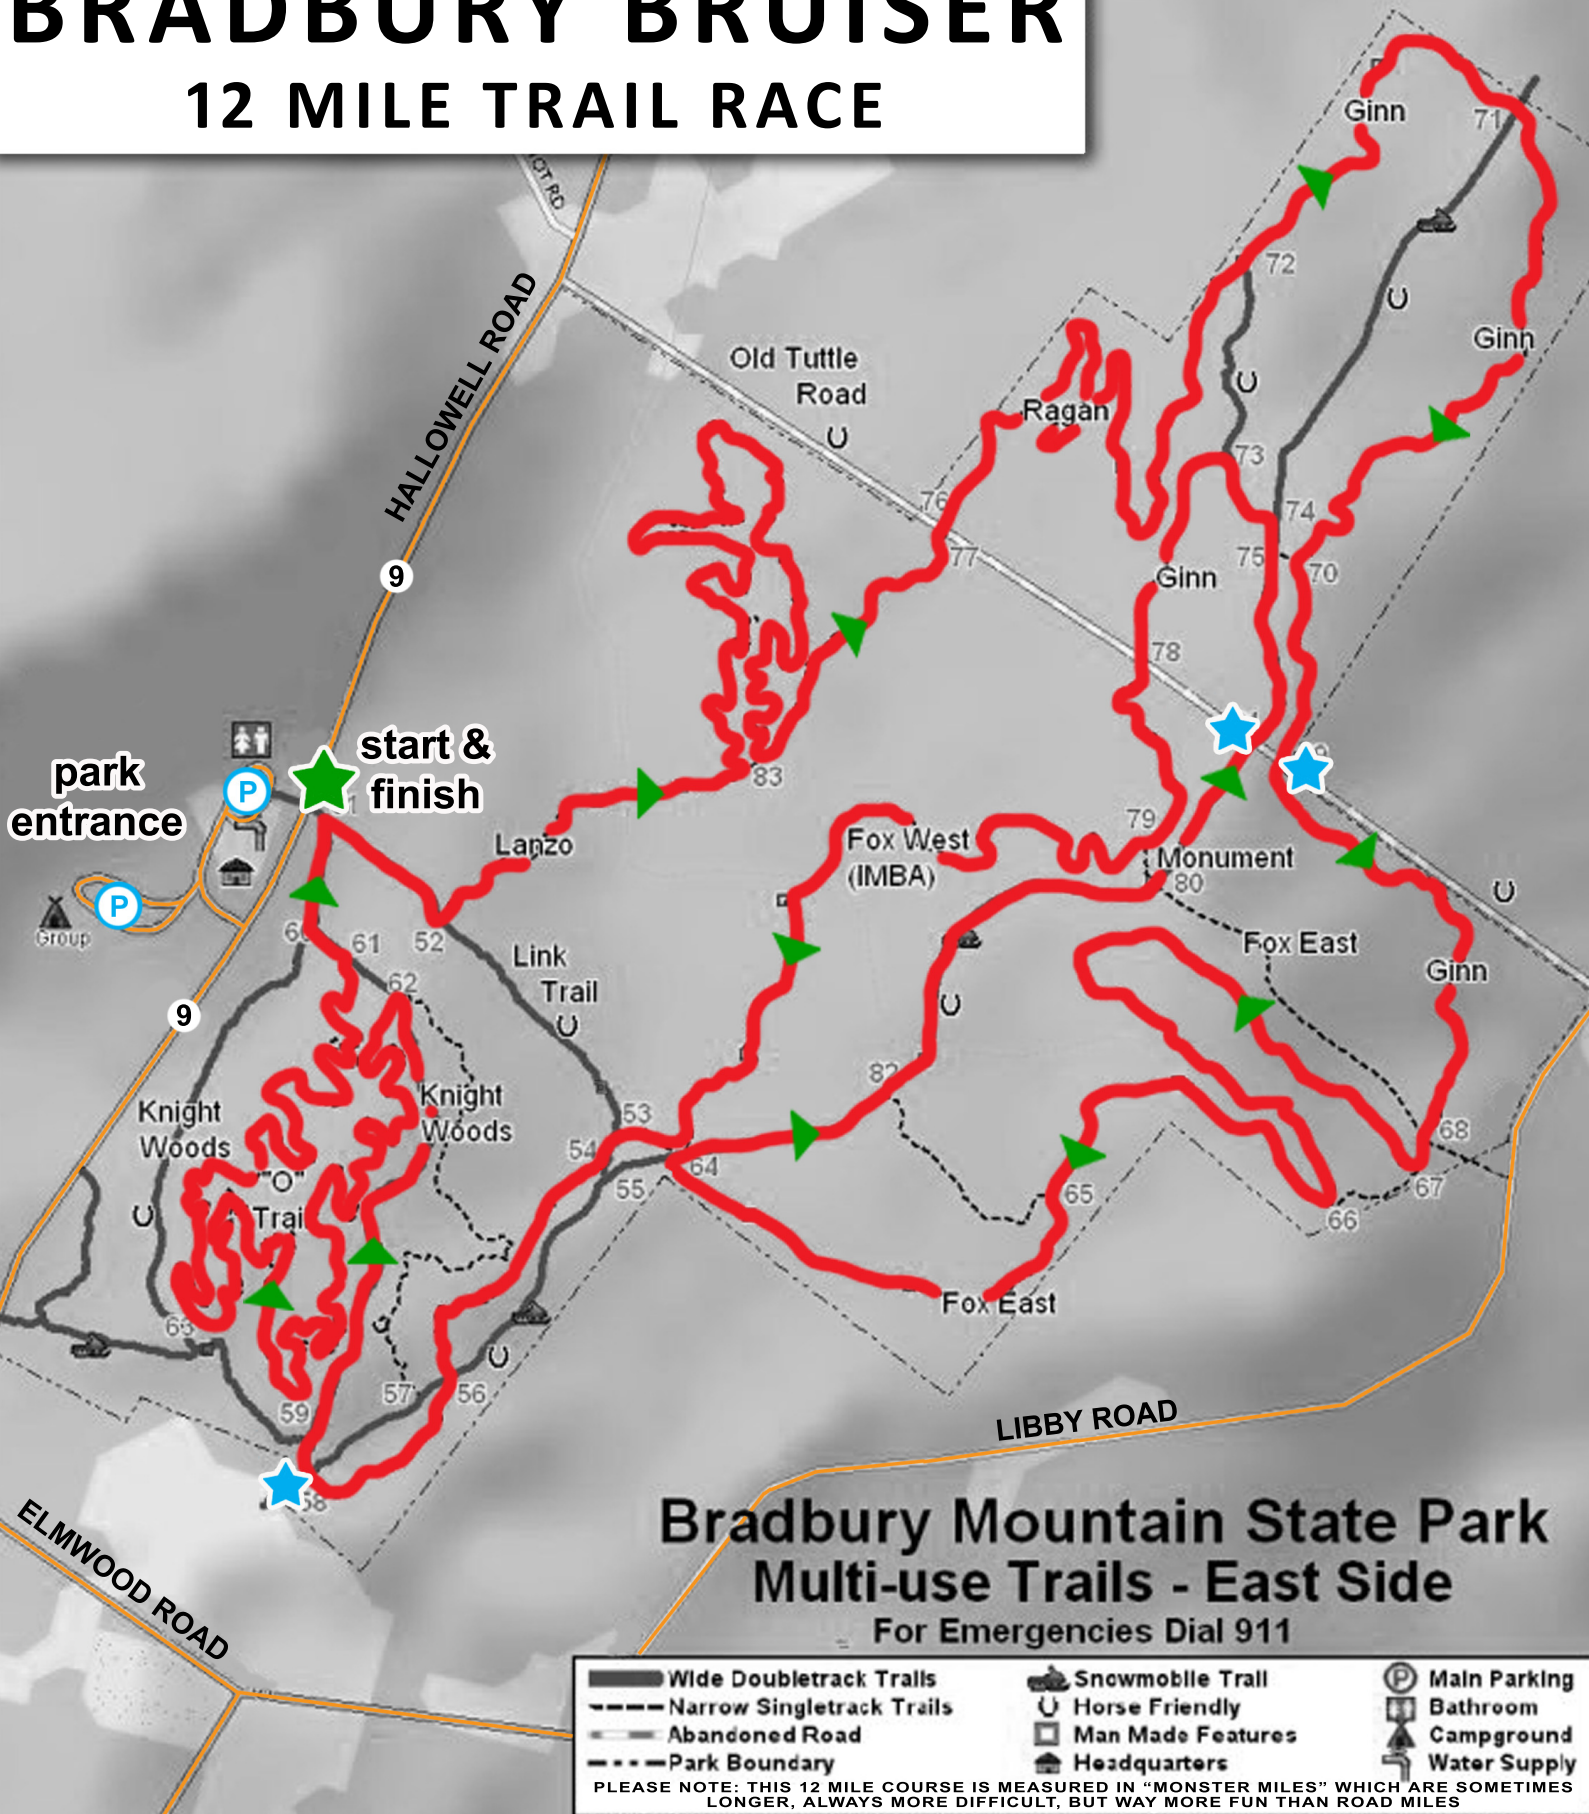 BRADBURY BRUISER
12 MILE TRAIL RACE
Ginn
71
72
HALLOWELL ROAD
Old Tuttle
Road
Ginn
Ragan
73
76
74
77
75
70
9
Ginn
78
start &
finish
park
entrance
P
83
79
Lanzo
Fox West
(IMBA)
Monument
80
P
Group
61
52
Fox East
Link
Trail
Ginn
62
9
82
Knight
Woods
Knight
Woods
53
54
64
68
"O"
Trail
55
65
67
66
63
Fox East
57
56
59
58
LIBBY ROAD
ELMWOOD ROAD
Bradbury Mountain State Park
Multi-use Trails - East Side
For Emergencies Dial 911
Wide Doubletrack Trails
Narrow Singletrack Trails
Abandoned Road
Park Boundary
Snowmobile Trail
Horse Friendly
Man Made Features
Headquarters
P Main Parking
Bathroom
Campground
Water Supply
PLEASE NOTE: THIS 12 MILE COURSE IS MEASURED IN “MONSTER MILES” WHICH ARE SOMETIMES
LONGER, ALWAYS MORE DIFFICULT, BUT WAY MORE FUN THAN ROAD MILES